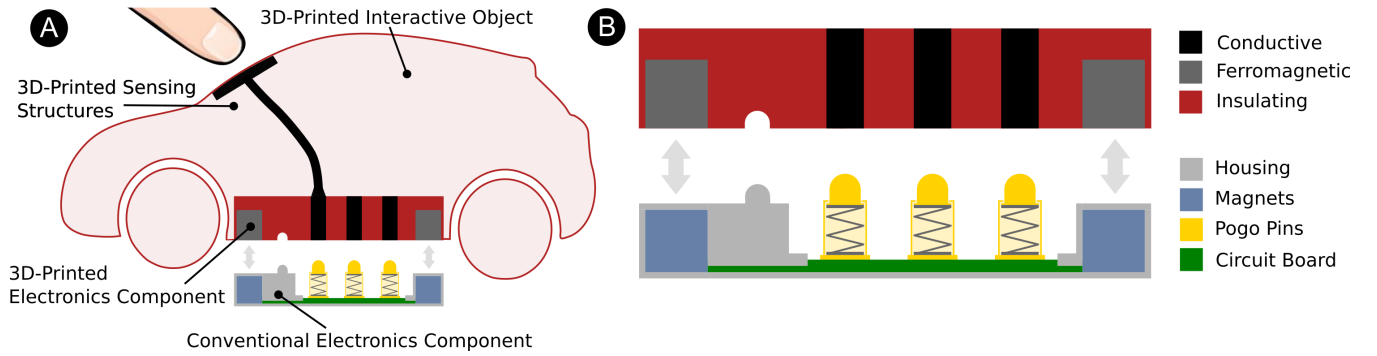 A
3D-Printed Interactive Object
3D-Printed Sensing
Structures
3D-Printed
Electronics Component
Conventional Electronics Component
B
Conductive
Ferromagnetic
Insulating
Housing
Magnets
Pogo Pins
Circuit Board